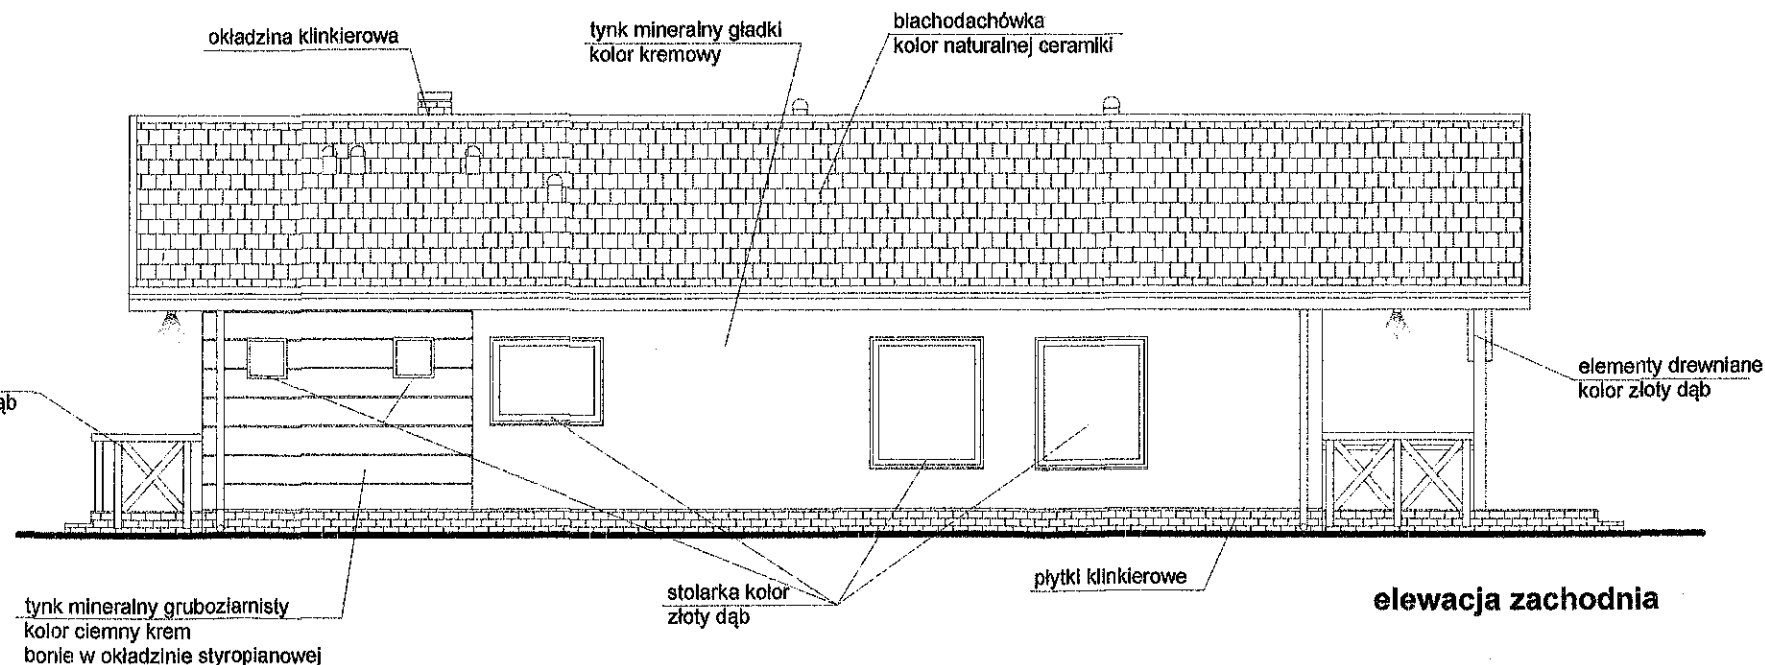 okładzina klinkierowa
tynk mineralny gładki
kolor kremowy
blachodachówka
kolor naturalnej ceramiki
elementy drewniane
kolor złoty dąb
tynk mineralny gruboziarnisty
kolor ciemny krem
bonie w okładzinie styropianowej
stolarka kolor
złoty dąb
płytki klinkierowe
elewacja zachodnia